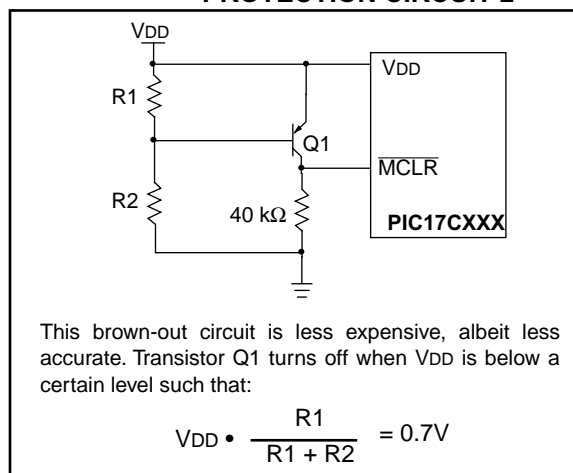 PROTECTION CIRCUIT 2
VDD
VDD
R1
Q1
MCLR
R2
40 kΩ
PIC17CXXX
This brown-out circuit is less expensive, albeit less
accurate. Transistor Q1 turns off when VDD is below a
certain level such that:
VDD • R1 / R1 + R2 = 0.7V